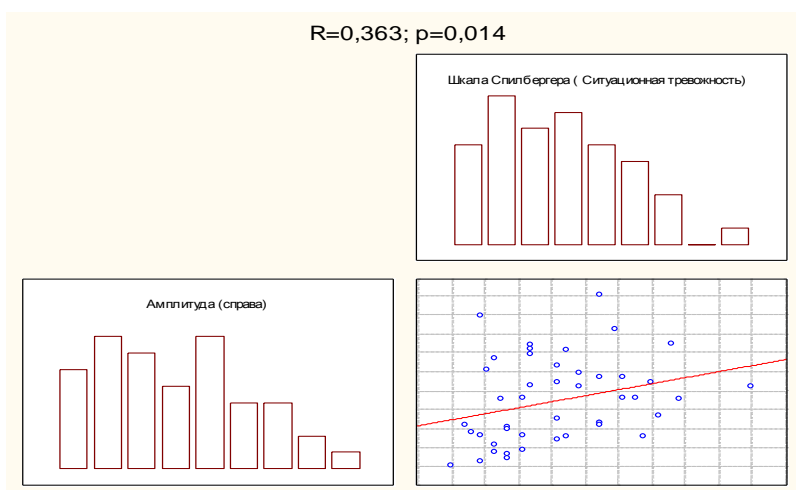 R=0,363; p=0,014
Шкала Спилбергера ( Ситуационная тревожность)
Амплитуда (справа)